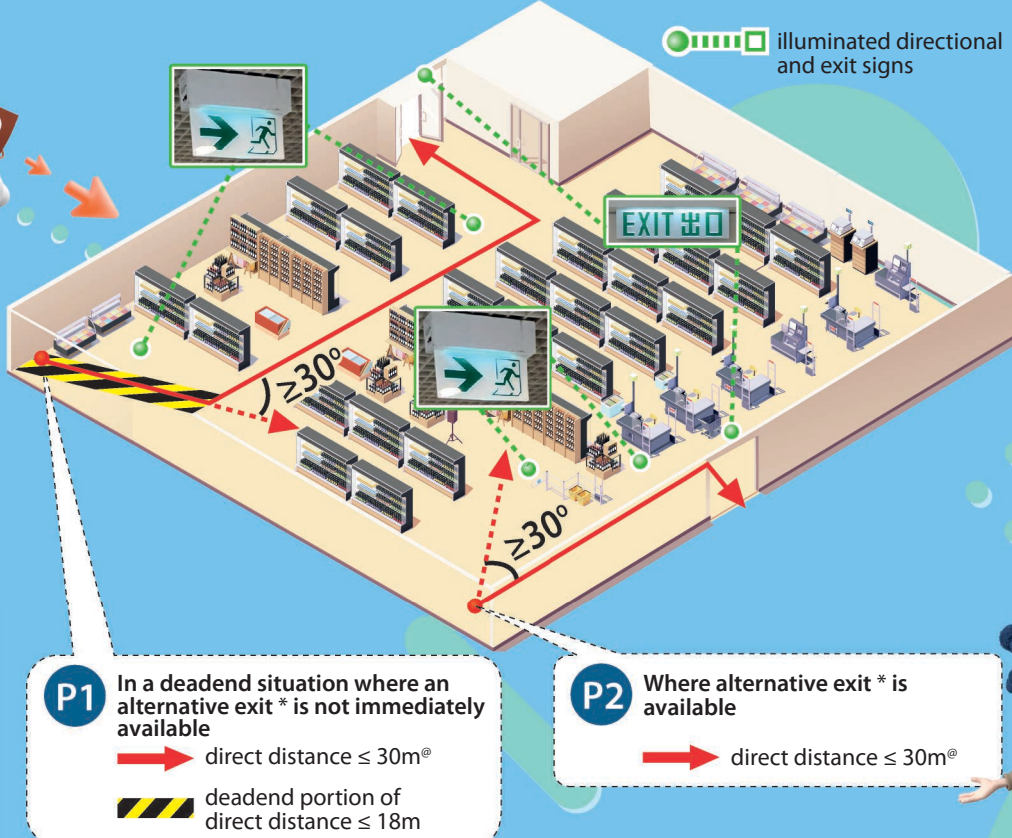 illuminated directional
and exit signs
EXIT 出口
≥30°
≥30°
P1
In a deadend situation where an
alternative exit * is not immediately
available
direct distance ≤ 30m@
deadend portion of
direct distance ≤ 18m
P2
Where alternative exit * is
available
direct distance ≤ 30m@